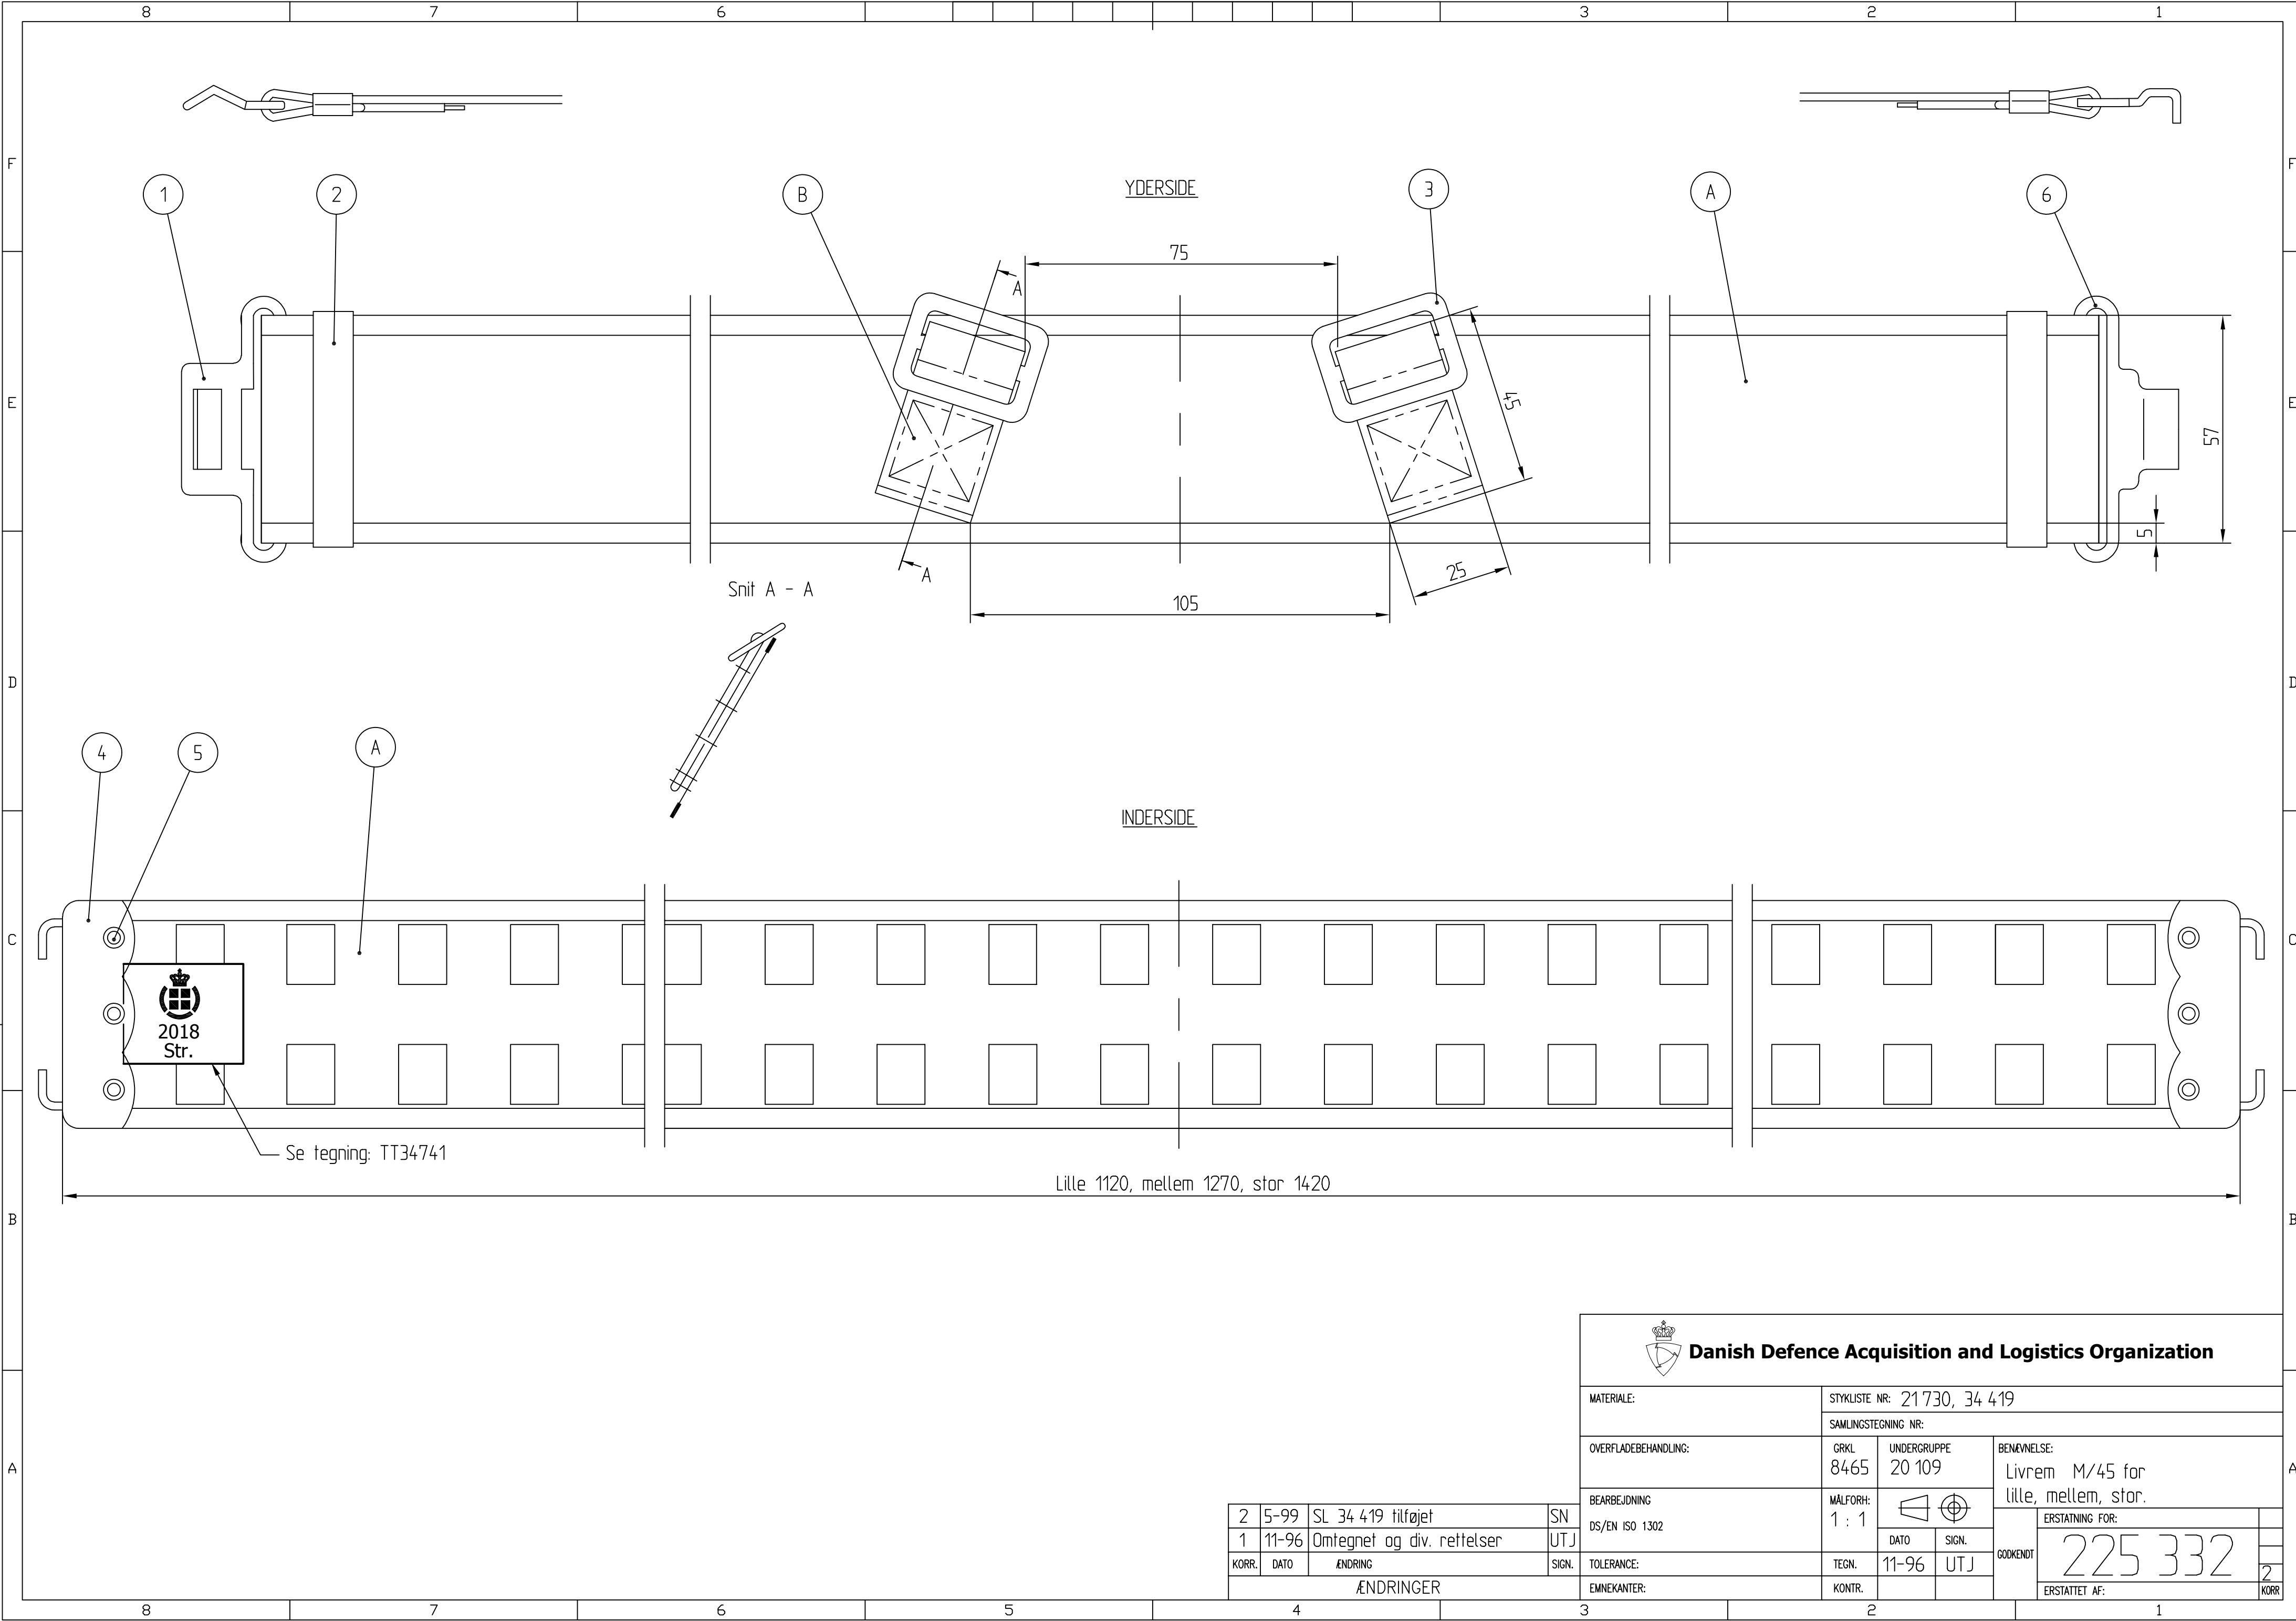 8 7 6 3 2 1
F F
1 2 B YDERSIDE 3 A 6
75
A
E E
45
57
5
25
A
Snit A - A
105
D D
4 5 A
INDERSIDE
C C
2018
Str.
Se tegning: TT34741
Lille 1120, mellem 1270, stor 1420
B B
Danish Defence Acquisition and Logistics Organization
MATERIALE:
STYKLISTE NR: 21 730, 34 419
SAMLINGSTEGNING NR:
OVERFLADEBEHANDLING:
GRKL
8465
UNDERGRUPPE
20 109
BENÆVNELSE:
Livrem M/45 for
lille, mellem, stor.
A A
BEARBEJDNING
DS/EN ISO 1302
MÅLFORH:
1 : 1
DATO SIGN.
TOLERANCE:
TEGN. 11-96 UTJ
EMNEKANTER:
KONTR.
GODKENDT
ERSTATNING FOR:
225 332
2
KORR
ERSTATTET AF:
2 5-99 SL 34 419 tilføjet SN
1 11-96 Omtegnet og div. rettelser UTJ
KORR. DATO ÆNDRING SIGN.
ÆNDRINGER
8 7 6 5 4 3 2 1